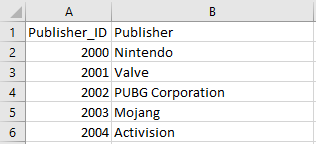 A B
1 Publisher_ID Publisher
2 2000 Nintendo
3 2001 Valve
4 2002 PUBG Corporation
5 2003 Mojang
6 2004 Activision